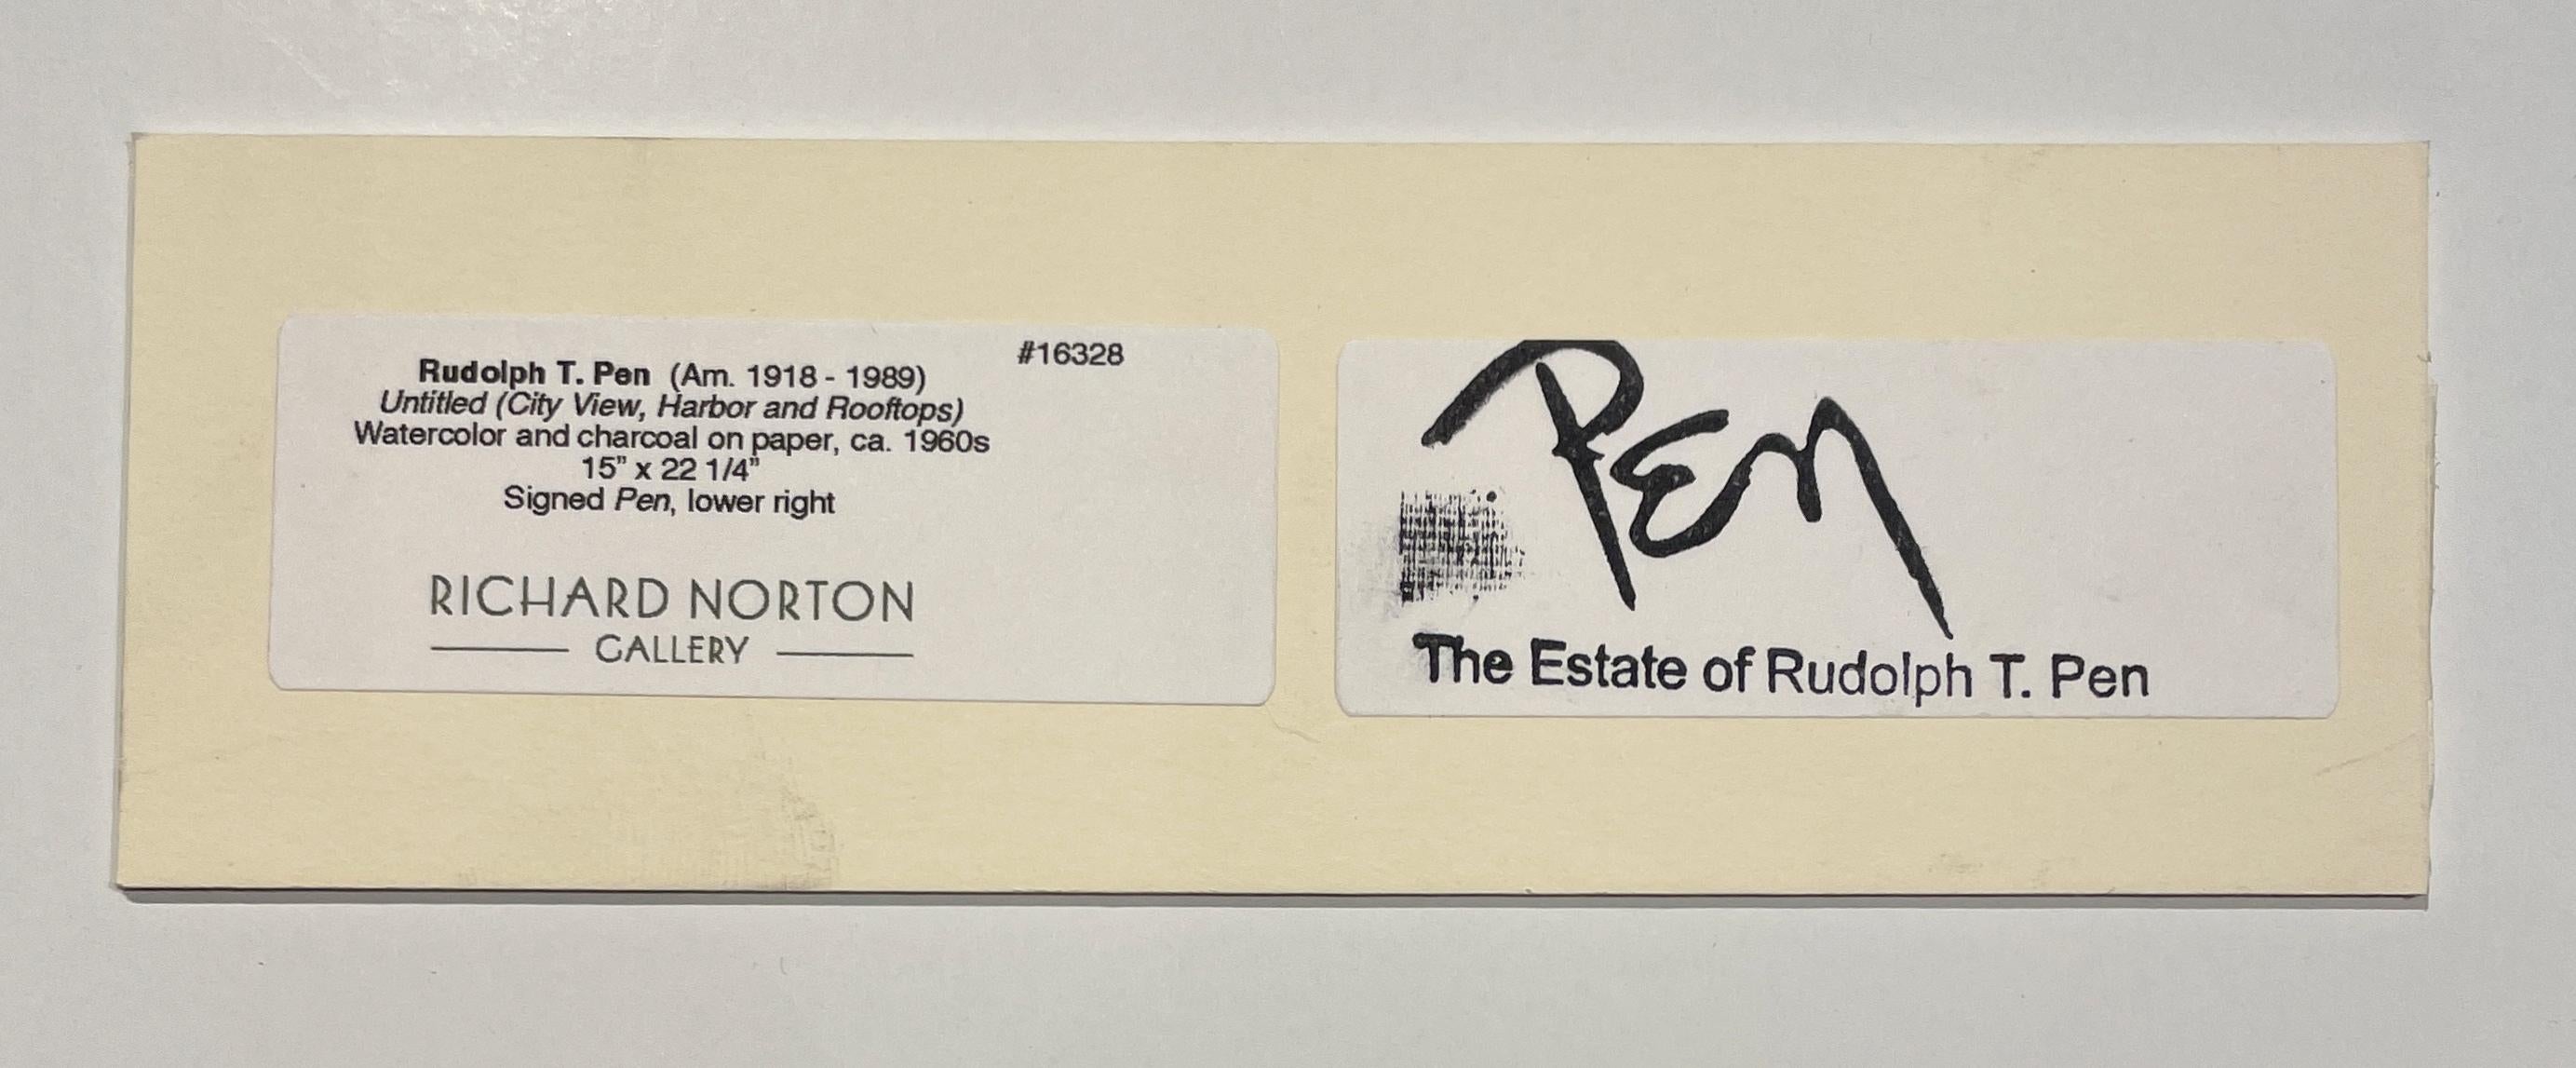 #16328
Rudolph T. Pen (Am. 1918 - 1989)
Untitled (City View, Harbor and Rooftops)
Watercolor and charcoal on paper, ca. 1960s
15" x 22 1/4"
Signed Pen, lower right
RICHARD NORTON
GALLERY
Pen
The Estate of Rudolph T. Pen